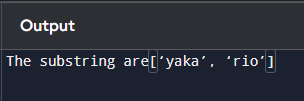 Output
The substring are[‘yaka’, ‘rio’]